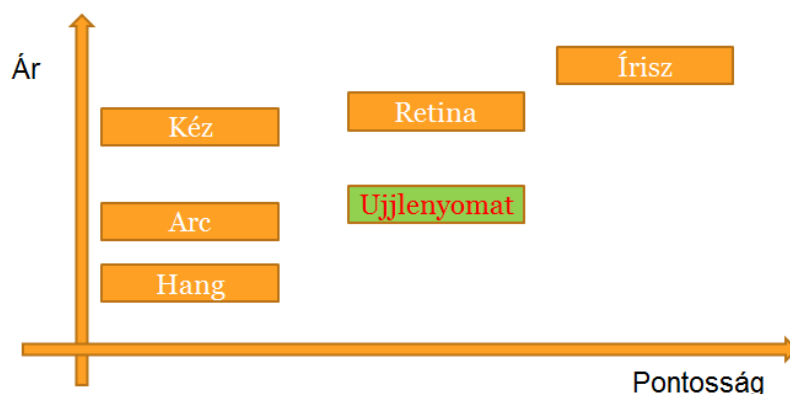 Ár
Írisz
Kéz
Retina
Arc
Ujjlenyomat
Hang
Pontosság